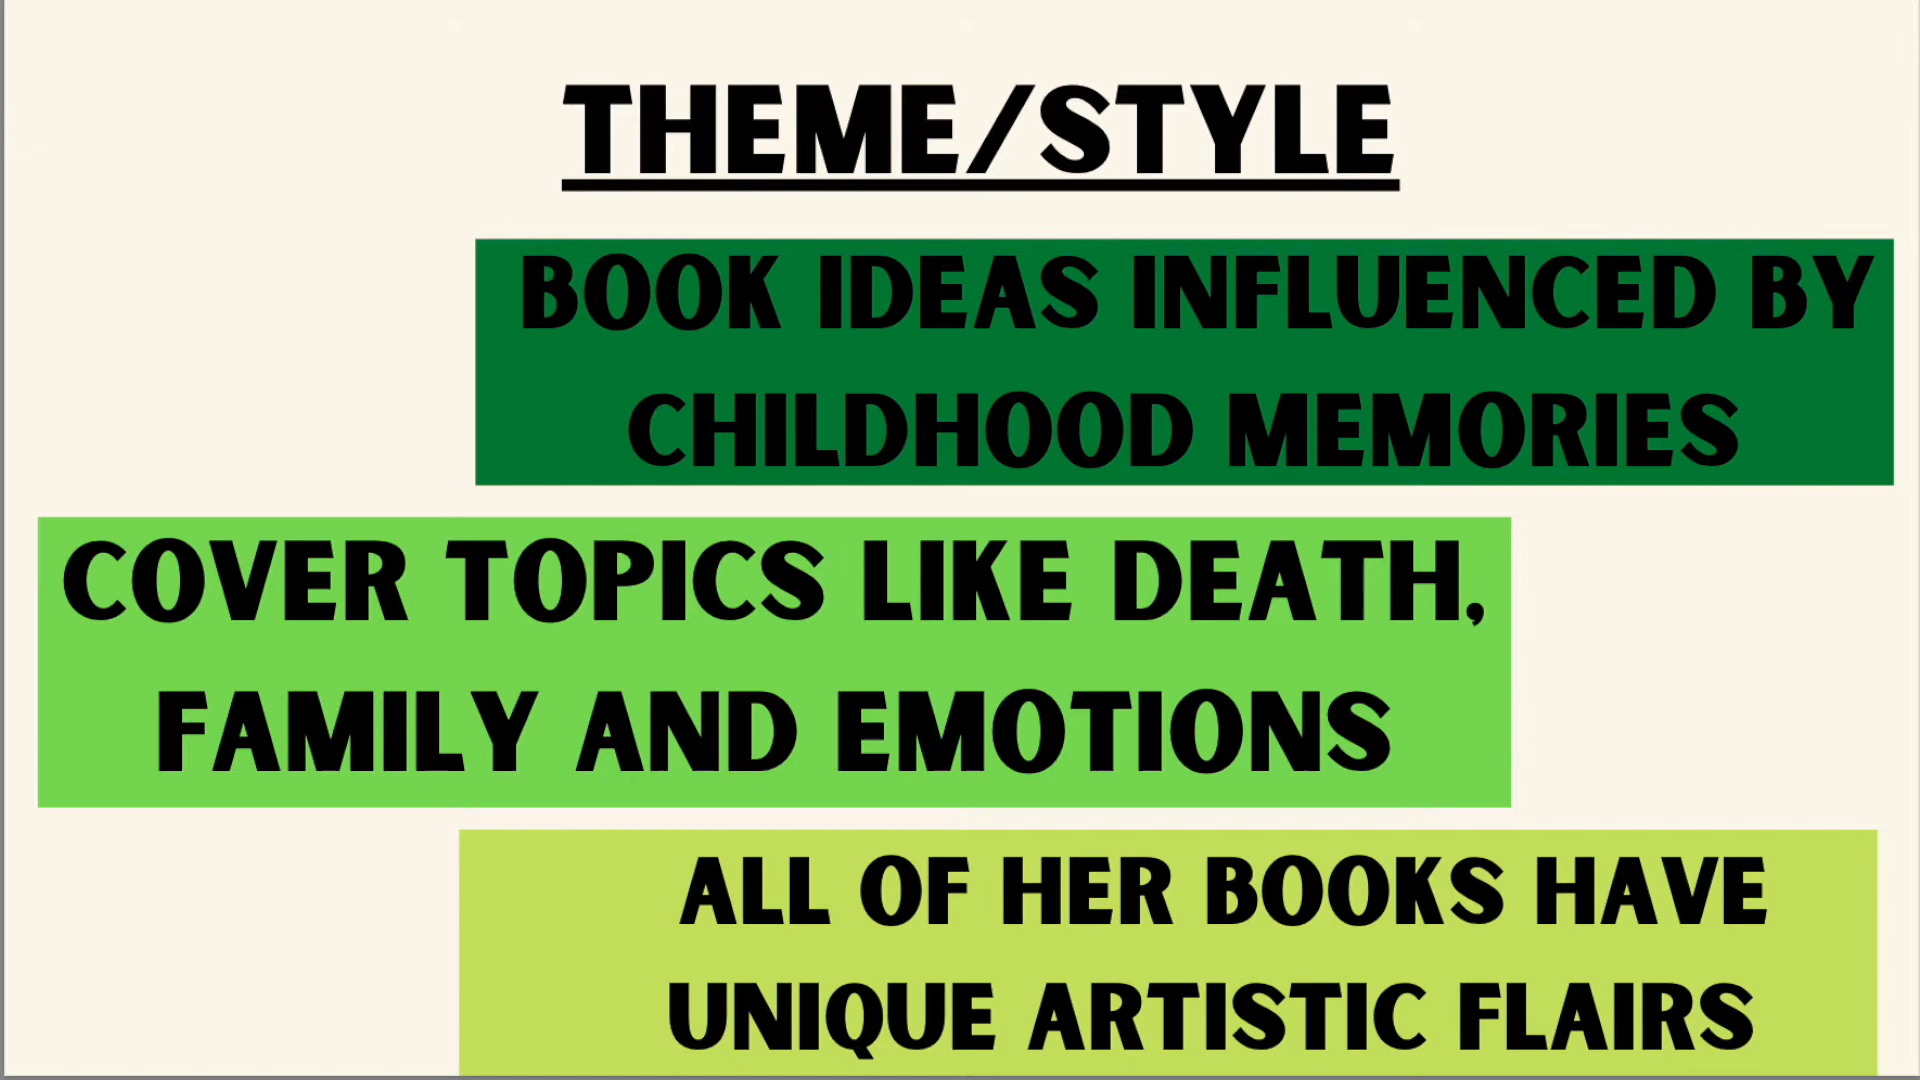 THEME/STYLE
BOOK IDEAS INFLUENCED BY
CHILDHOOD MEMORIES
COVER TOPICS LIKE DEATH,
FAMILY AND EMOTIONS
ALL OF HER BOOKS HAVE
UNIQUE ARTISTIC FLAIRS